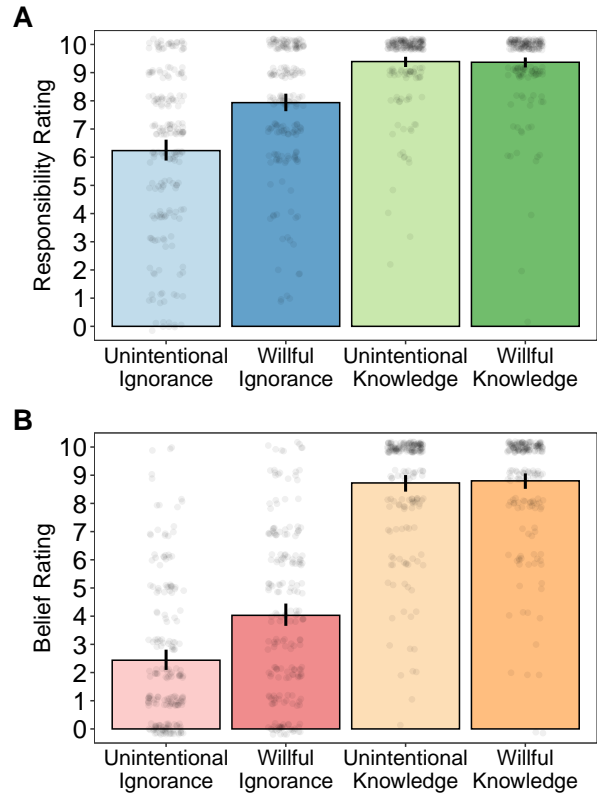 A
Responsibility Rating
10
9
8
7
6
5
4
3
2
1
0
Unintentional Ignorance
Willful Ignorance
Unintentional Knowledge
Willful Knowledge
B
Belief Rating
10
9
8
7
6
5
4
3
2
1
0
Unintentional Ignorance
Willful Ignorance
Unintentional Knowledge
Willful Knowledge